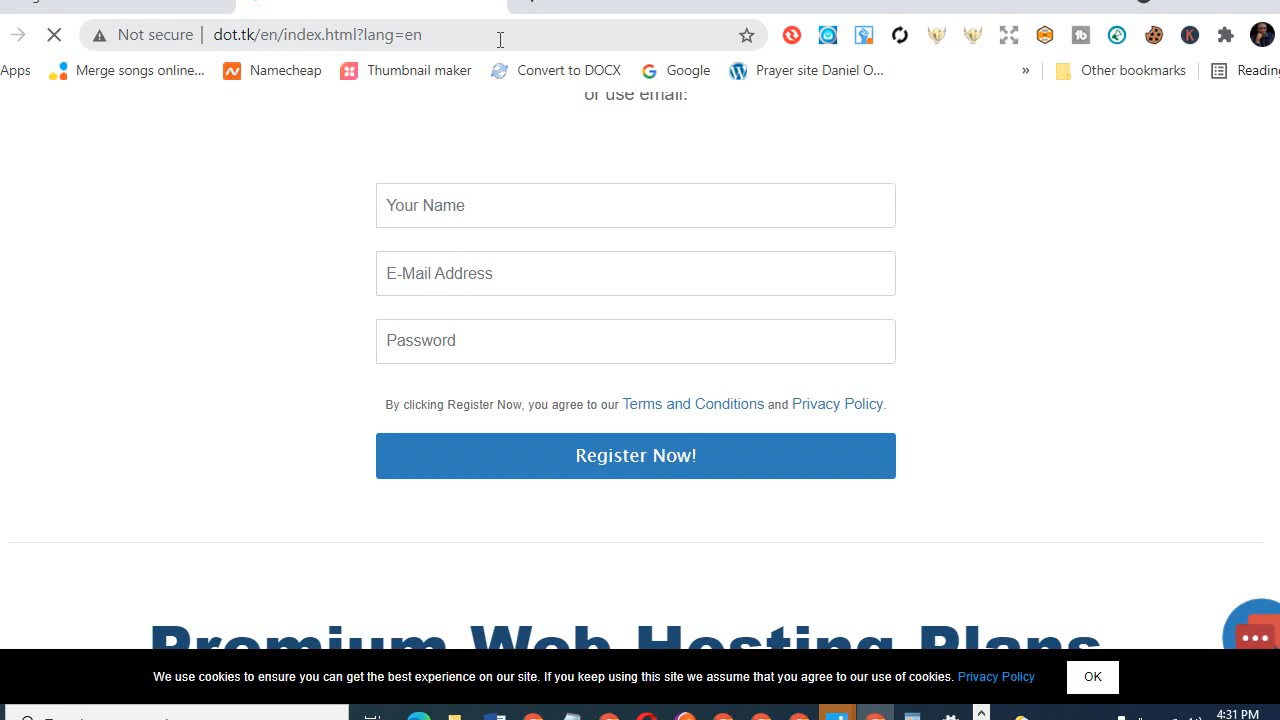 Not secure dot.tk/en/index.html?lang=en
Apps Merge songs online... Namecheap Thumbnail maker Convert to DOCX Google Prayer site Daniel O... » Other bookmarks Reading
or use email:
Your Name
E-Mail Address
Password
By clicking Register Now, you agree to our Terms and Conditions and Privacy Policy.
Register Now!
Premium Web Hosting Plans
We use cookies to ensure you can get the best experience on our site. If you keep using this site we assume that you agree to our use of cookies. Privacy Policy OK
4:31 PM